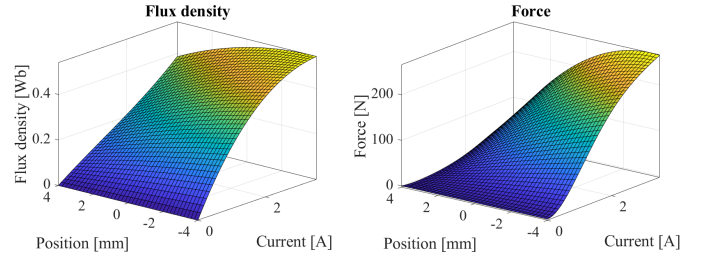 Flux density
Flux density [Wb]
0.4
0.2
0
4
2
0
-2
-4
Position [mm]
0
2
Current [A]
Force
Force [N]
200
100
0
4
2
0
-2
-4
Position [mm]
0
2
Current [A]